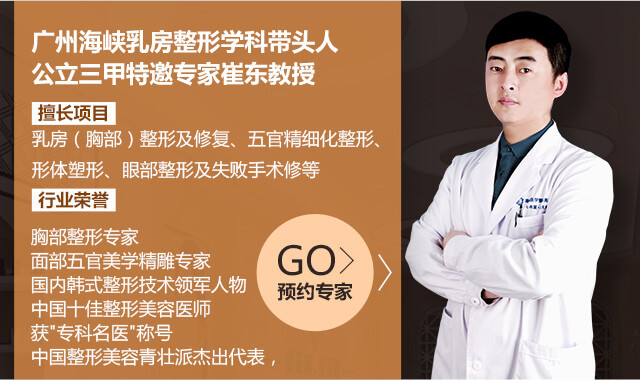 广州海峡乳房整形学科带头人
公立三甲特邀专家崔东教授
擅长项目
乳房（胸部）整形及修复、五官精细化整形、
形体塑形、眼部整形及失败手术修等
行业荣誉
胸部整形专家
面部五官美学精雕专家
国内韩式整形技术领军人物
中国十佳整形美容医师
获"专科名医"称号
中国整形美容青壮派杰出代表，
GO>
预约专家